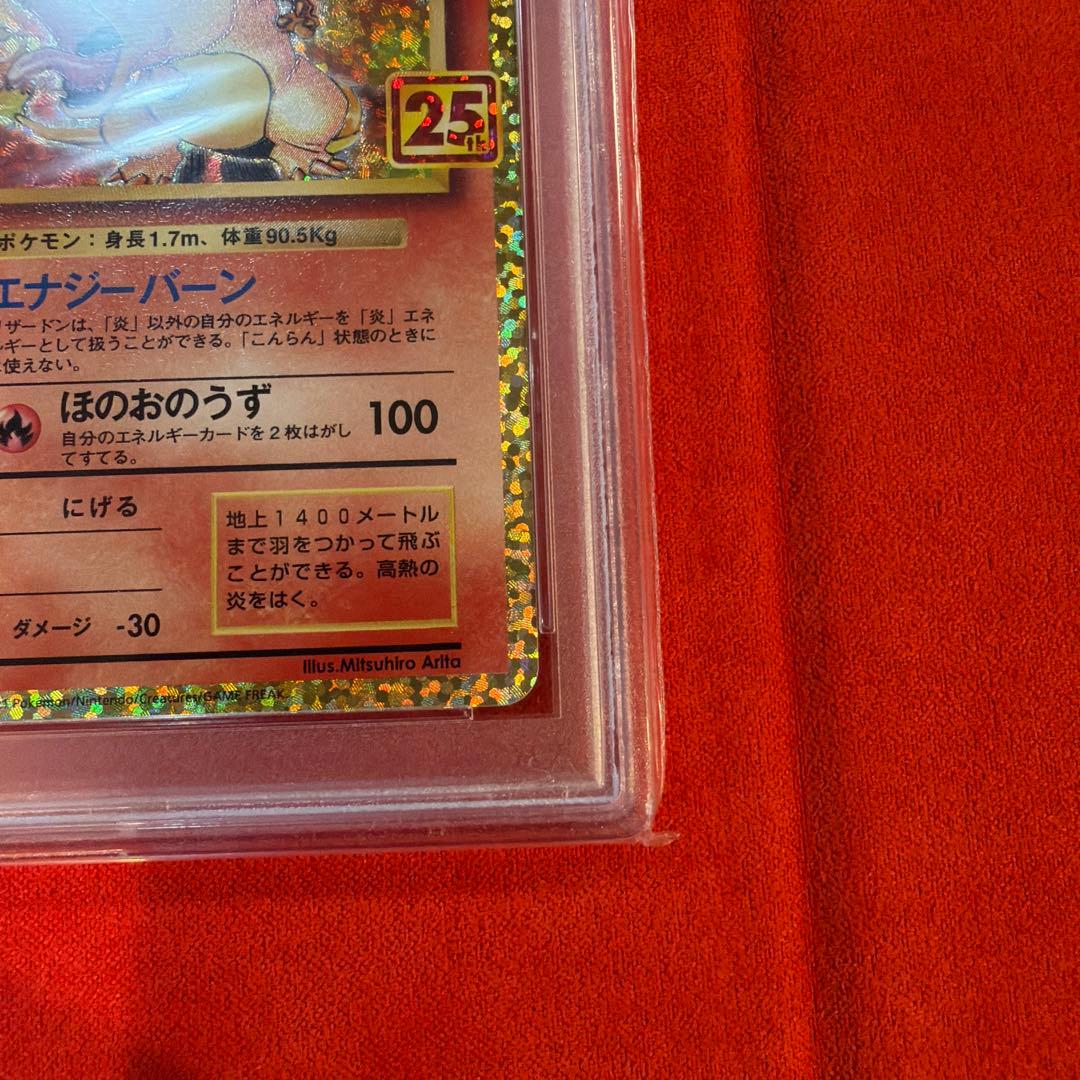 25th
ポケモン：身長1.7m、体重90.5Kg
エナジーバーン
リザードンは、「炎」以外の自分のエネルギーを「炎」エネ
ルギーとして扱うことができる。「こんらん」状態のときに
使えない。
ほのおのうず 100
自分のエネルギーカードを２枚はがし
てすてる。
にげる
地上１４００メートル
まで羽をつかって飛ぶ
ことができる。高熱の
炎をはく。
ダメージ -30
Illus.Mitsuhiro Arita
Pokémon/Nintendo/Creatures/GAME FREAK.